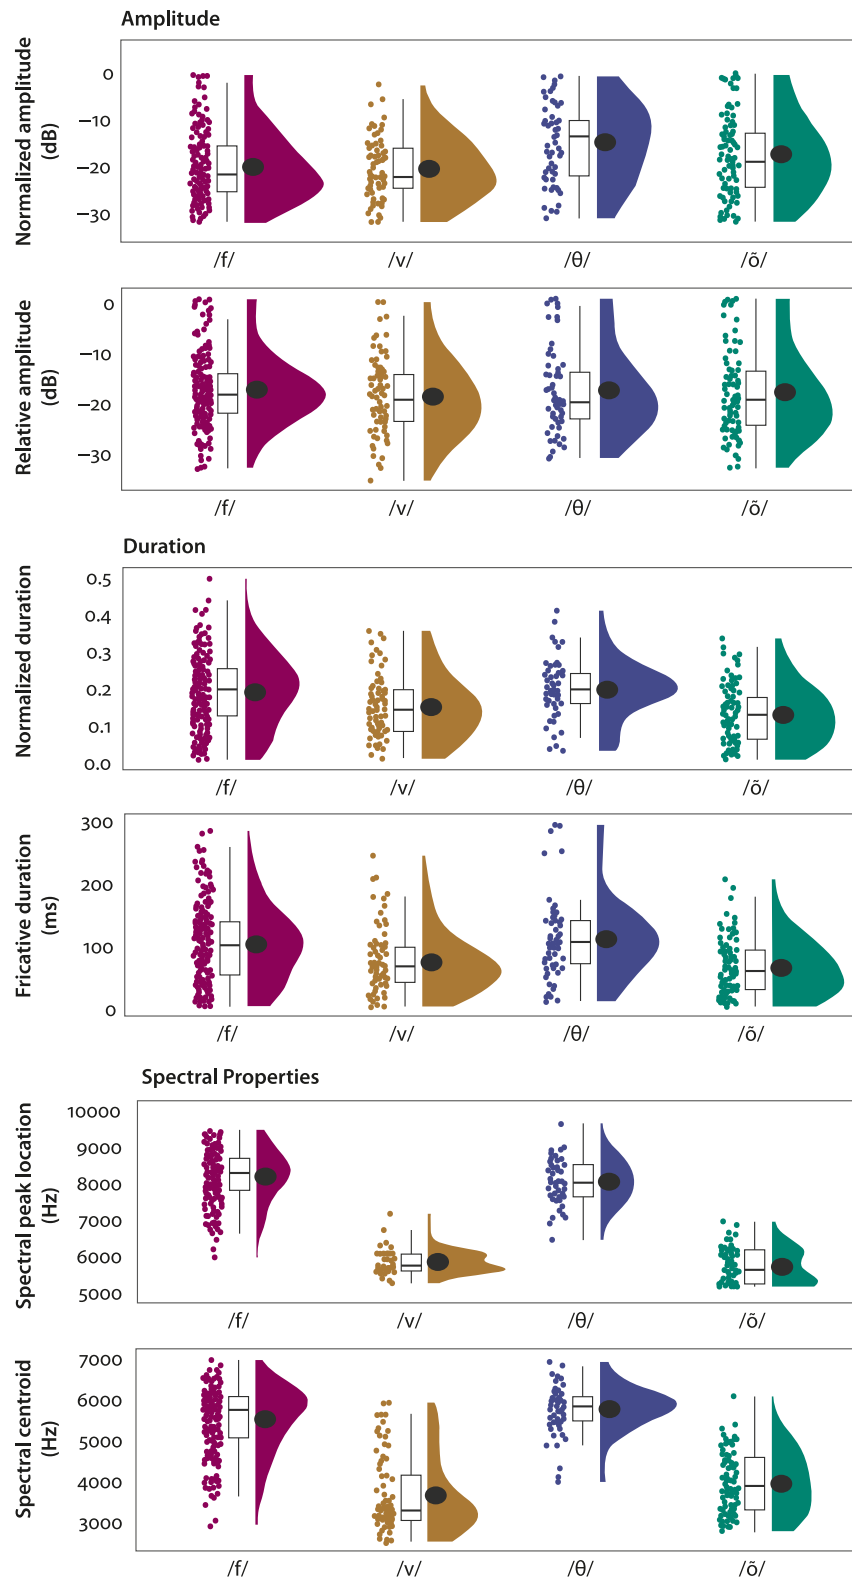 Amplitude
Normalized amplitude
(dB)
0
−10
−20
−30
/f/ /v/ /θ/ /õ/
Relative amplitude
(dB)
0
−10
−20
−30
/f/ /v/ /θ/ /õ/
Duration
Normalized duration
0.5
0.4
0.3
0.2
0.1
0.0
/f/ /v/ /θ/ /õ/
Fricative duration
(ms)
300
200
100
0
/f/ /v/ /θ/ /õ/
Spectral Properties
Spectral peak location
(Hz)
10000
9000
8000
7000
6000
5000
/f/ /v/ /θ/ /õ/
Spectral centroid
(Hz)
7000
6000
5000
4000
3000
/f/ /v/ /θ/ /õ/